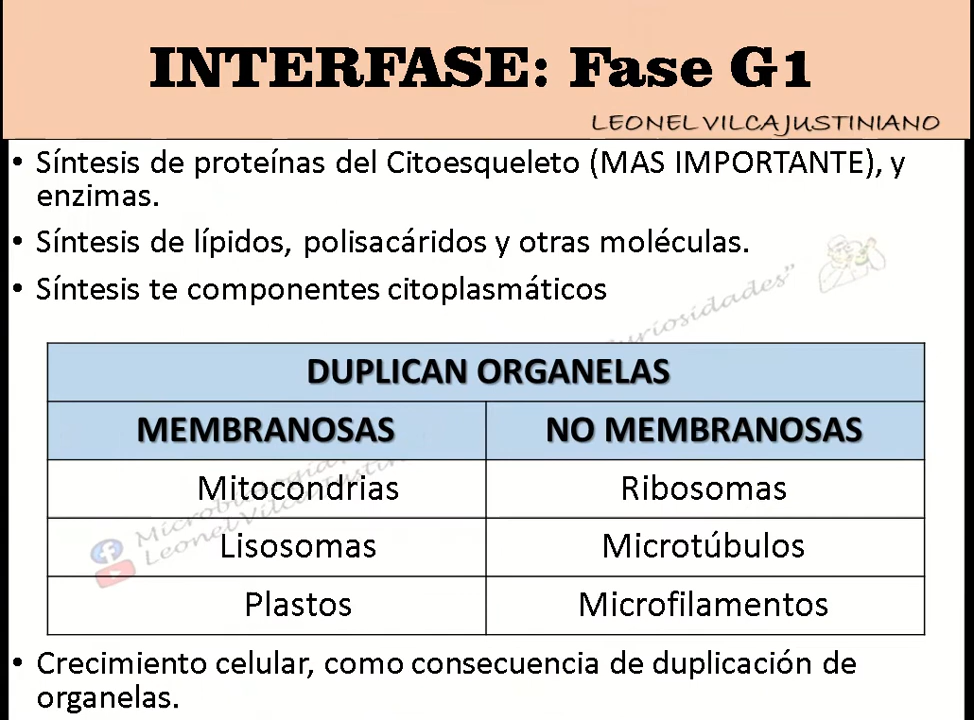 INTERFASE: Fase G1
LEONEL VILCA JUSTINIANO
• Síntesis de proteínas del Citoesqueleto (MAS IMPORTANTE), y
enzimas.
• Síntesis de lípidos, polisacáridos y otras moléculas.
• Síntesis te componentes citoplasmáticos
DUPLICAN ORGANELAS
MEMBRANOSAS NO MEMBRANOSAS
Mitocondrias Ribosomas
Lisosomas Microtúbulos
Plastos Microfilamentos
• Crecimiento celular, como consecuencia de duplicación de
organelas.